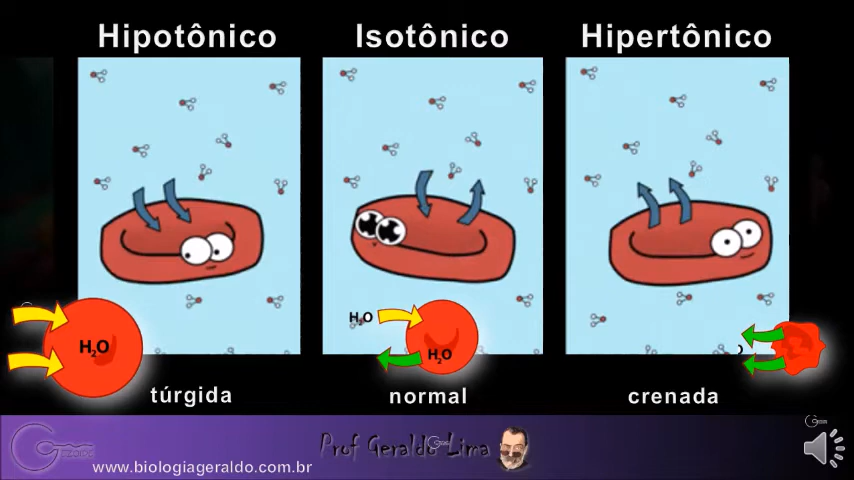 Hipotônico
Isotônico
Hipertônico
H₂O
H₂O
H₂O
túrgida
normal
crenada
Prof Geraldo Lima
www.biologiageraldo.com.br